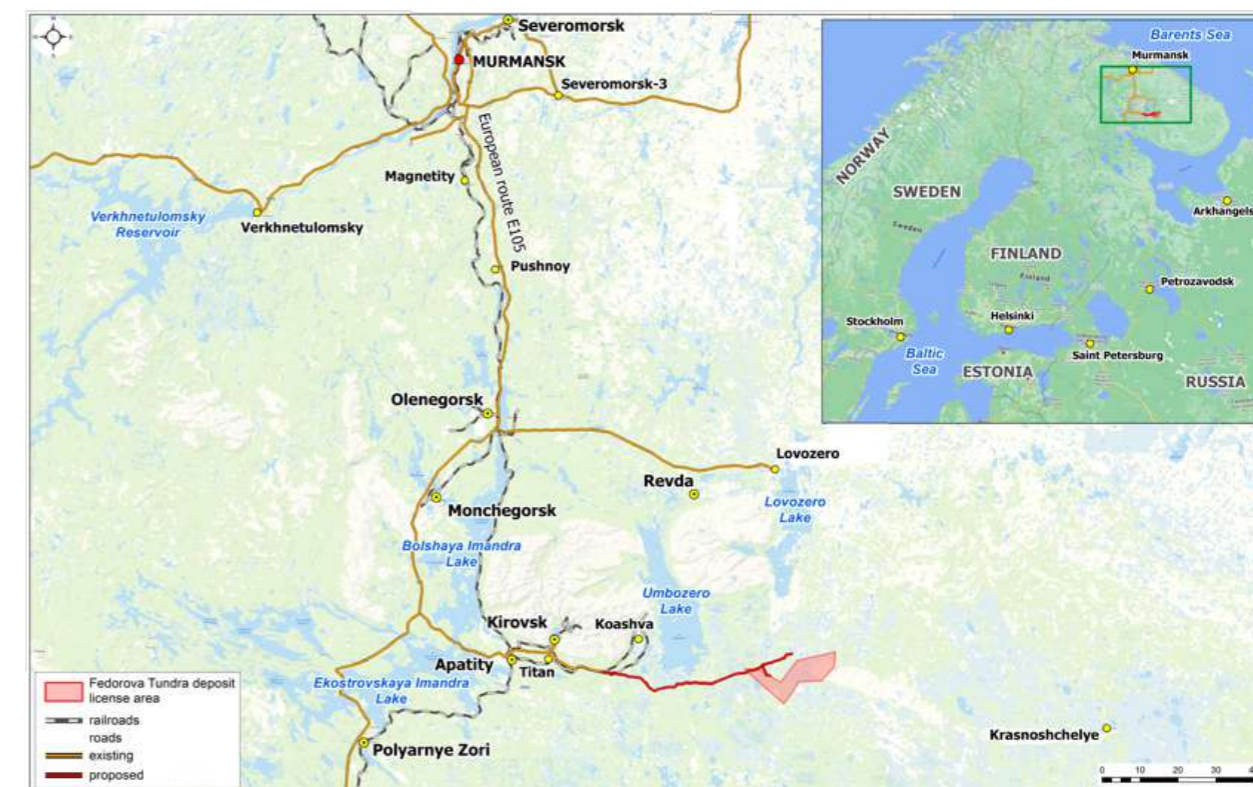 Severomorsk
MURMANSK
Severomorsk-3
European route E105
Magnetity
Verkhnetulomsky
Reservoir
Verkhnetulomsky
Pushnoy
Olenegorsk
Lovozero
Revda
Lovozero
Lake
Monchegorsk
Bolshaya Imandra
Lake
Umbozero
Lake
Kirovsk
Koashva
Apatity
Titan
Ekostrovskaya Imandra
Lake
Polyarnye Zori
Krasnoshchelye
0 10 20 30
Fedorova Tundra deposit
license area
railroads
roads
existing
proposed
Barents Sea
Murmansk
NORWAY
SWEDEN
Sweden
Arkhangels
FINLAND
Finland
Petrozavodsk
Stockholm
Helsinki
Baltic
Sea
Saint Petersburg
ESTONIA
RUSSIA